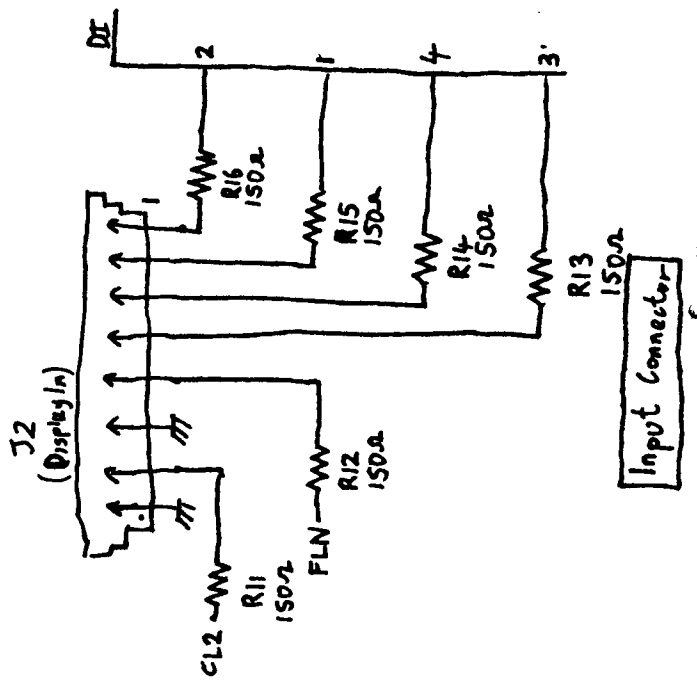 J2
(Display In)
DI
1
R16
150Ω
2
R15
150Ω
1
R14
150Ω
4
R13
150Ω
3
FLN
R12
150Ω
CL2
R11
150Ω
Input Connector